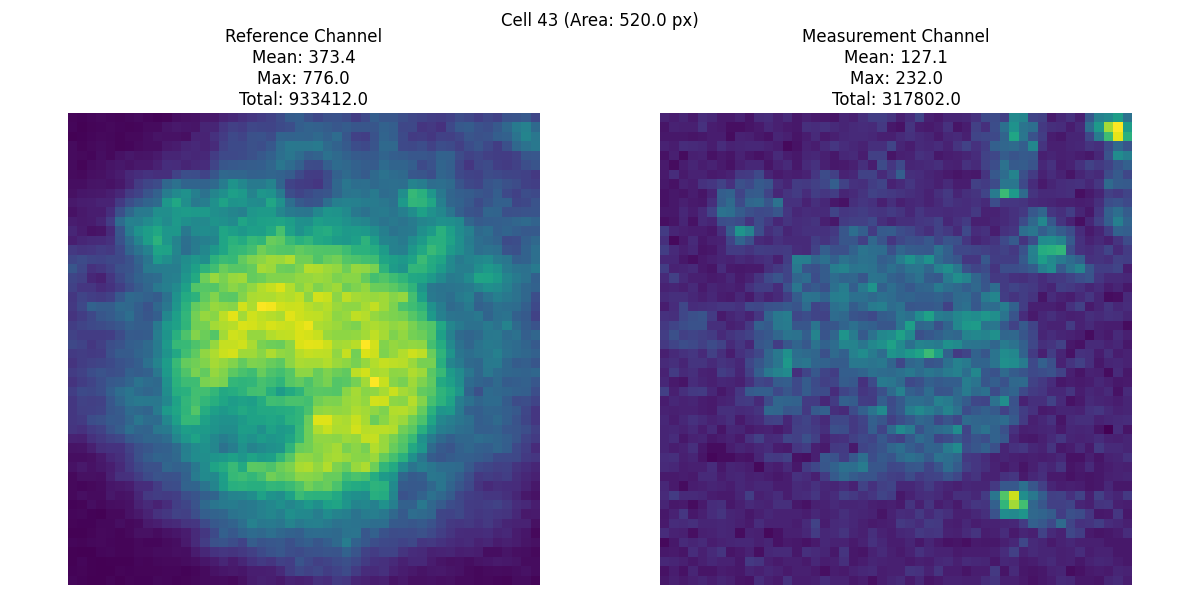 Cell 43 (Area: 520.0 px)
Reference Channel
Mean: 373.4
Max: 776.0
Total: 933412.0
Measurement Channel
Mean: 127.1
Max: 232.0
Total: 317802.0